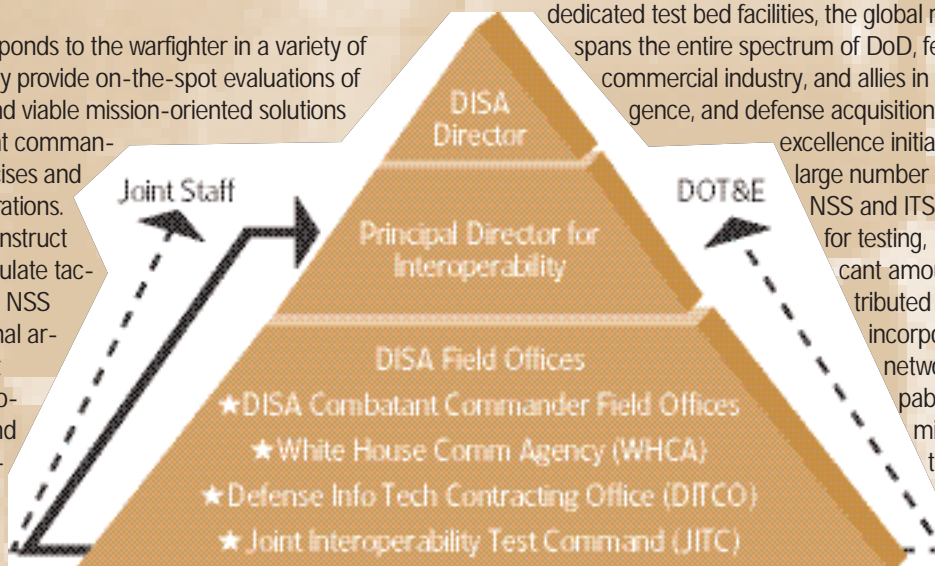 ponds to the warfighter in a variety of
y provide on-the-spot evaluations of
nd viable mission-oriented solutions
nt comman-
ises and
rations.
nstruct
ulate tac-
NSS
nal ar-
o-
nd
-
Joint Staff
DISA
Director
Principal Director for
Interoperability
DISA Field Offices
★DISA Combatant Commander Field Offices
★White House Comm Agency (WHCA)
★Defense Info Tech Contracting Office (DITCO)
★Joint Interoperability Test Command (JITC)
DOT&E
dedicated test bed facilities, the global
spans the entire spectrum of DoD, fe
commercial industry, and allies in
gence, and defense acquisition
excellence initia
large number
NSS and ITS
for testing,
cant amou
tributed
incorpo
netwo
pab
mi
t